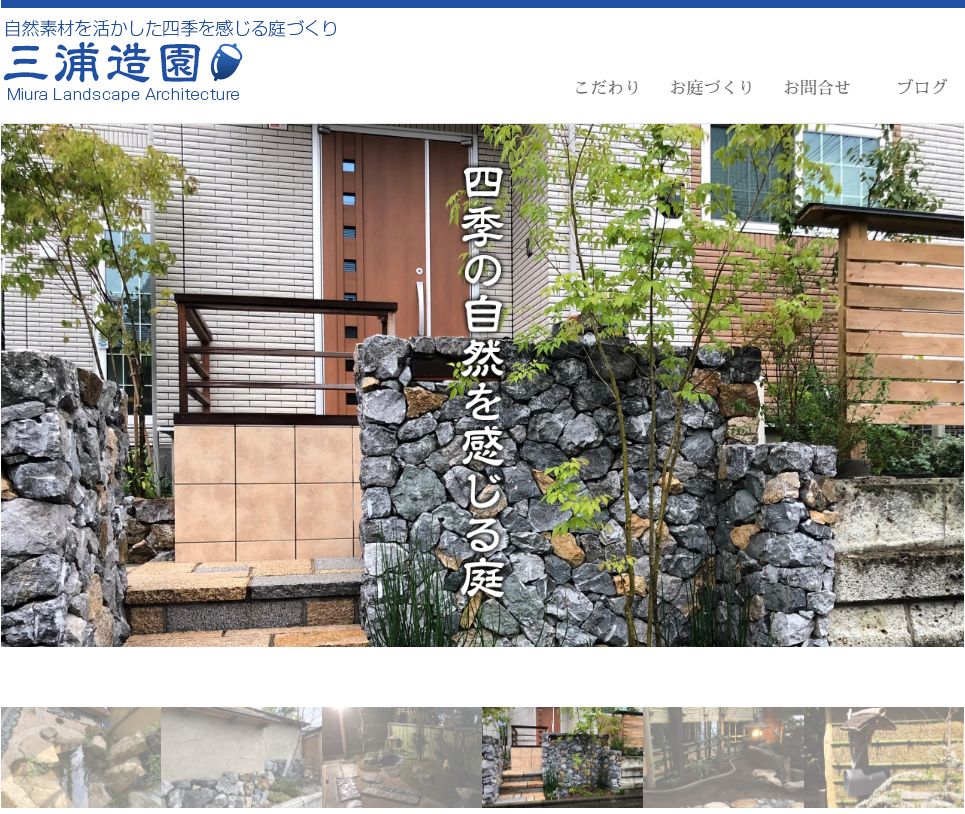 自然素材を活かした四季を感じる庭づくり
三浦造園
Miura Landscape Architecture
こだわり お庭づくり お問合せ ブログ
四季の自然を感じる庭